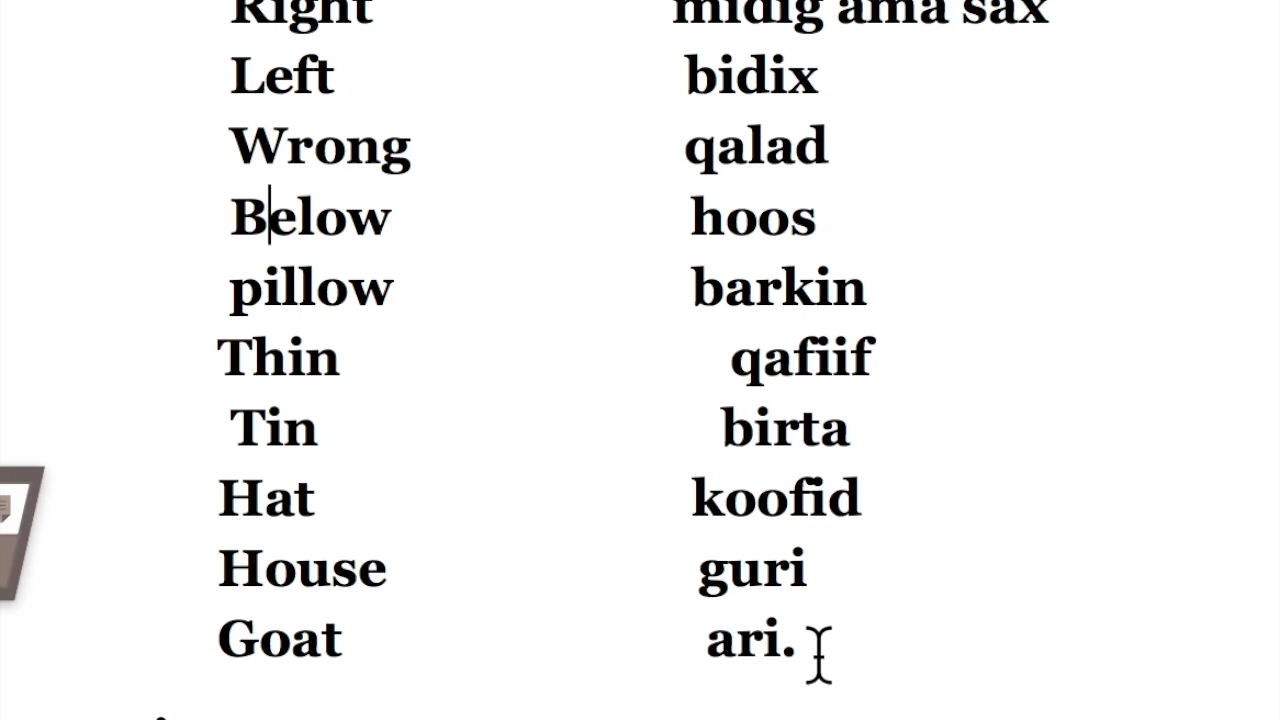 Right midig ama sax
Left bidix
Wrong qalad
Below hoos
pillow barkin
Thin qafiif
Tin birta
Hat koofid
House guri
Goat ari.